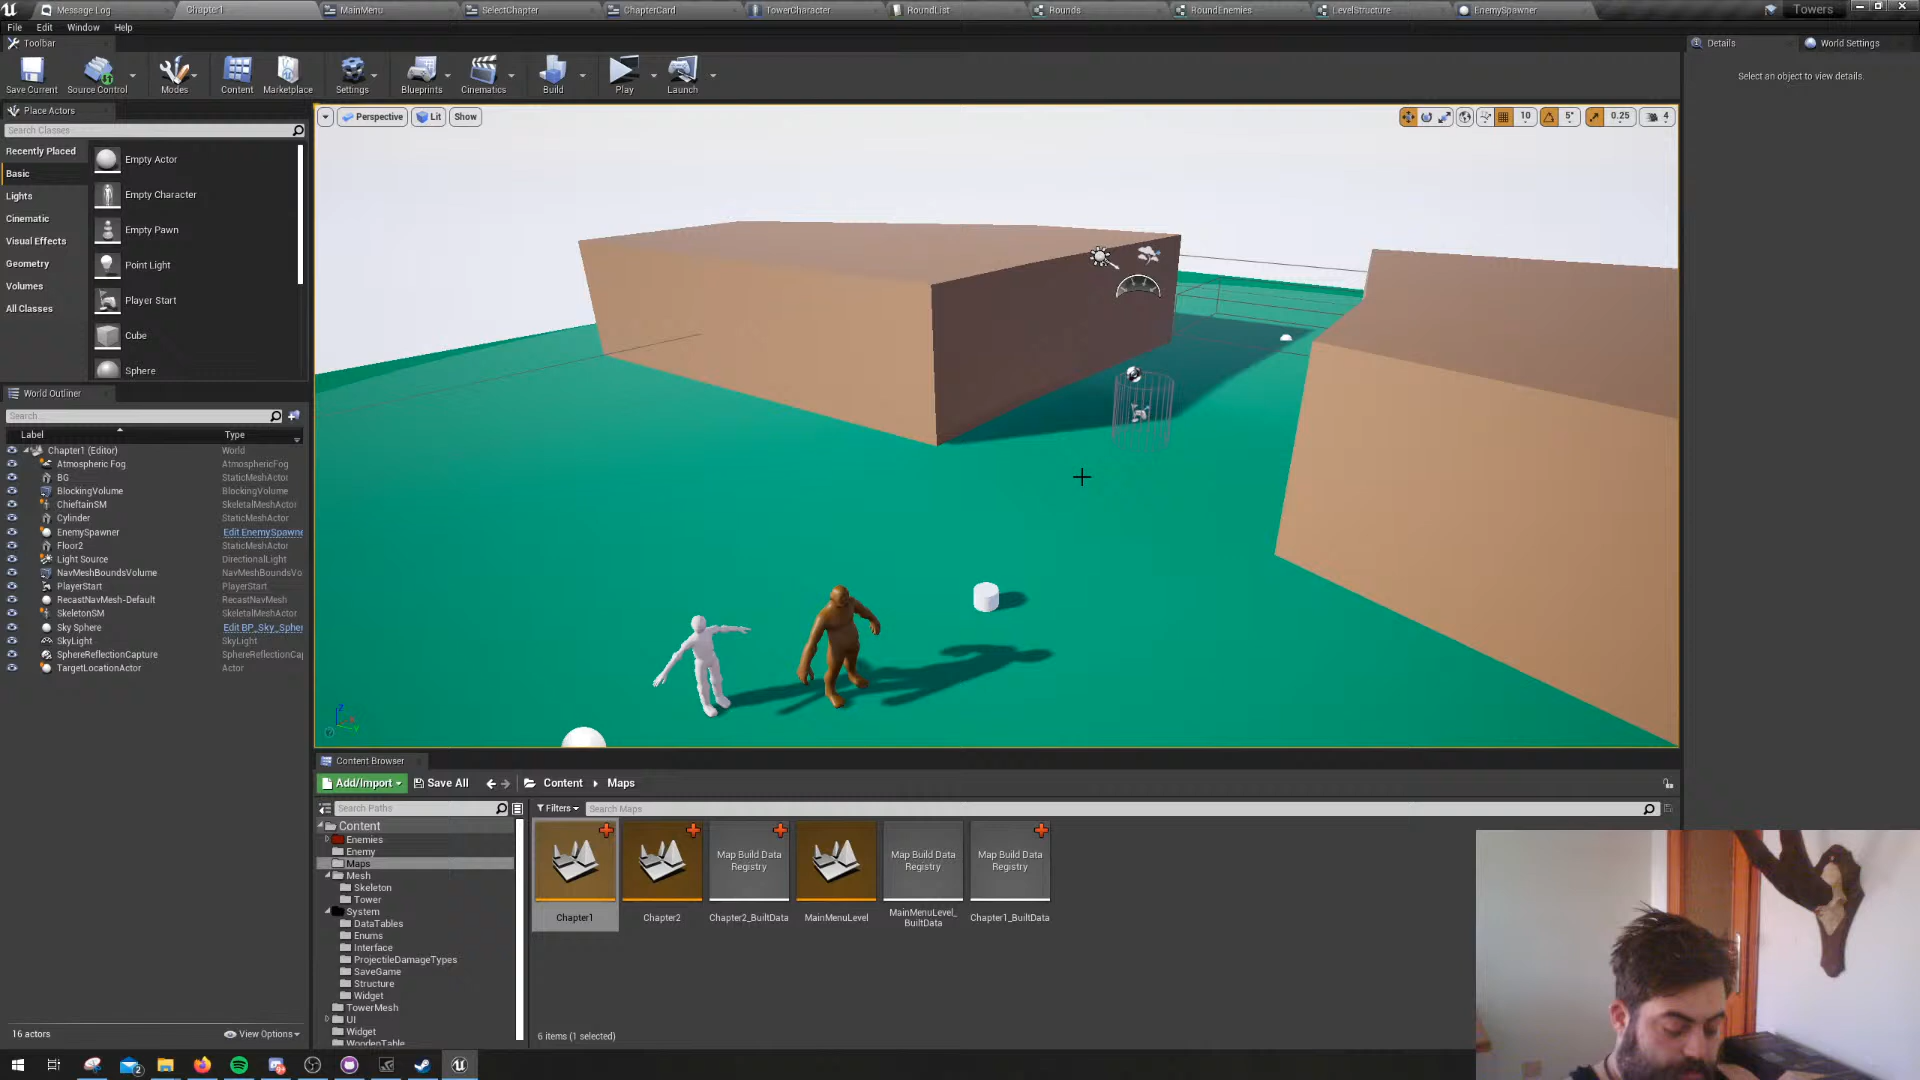 Message Log
Chapter1
MainMenu
SelectChapter
ChapterCard
TowerCharacter
RoundList
Rounds
RoundEnemies
LevelStructure
EnemySpawner
Towers
File Edit Window Help
Toolbar
Details
World Settings
Save Current
Source Control
Modes
Content
Marketplace
Settings
Blueprints
Cinematics
Build
Play
Launch
Select an object to view details.
Place Actors
Search Classes
Perspective
Lit
Show
10
5°
0.25
4
Recently Placed
Basic
Lights
Cinematic
Visual Effects
Geometry
Volumes
All Classes
Empty Actor
Empty Character
Empty Pawn
Point Light
Player Start
Cube
Sphere
World Outliner
Search...
Label Type
Chapter1 (Editor) World
Atmospheric Fog AtmosphericFog
BG StaticMeshActor
BlockingVolume BlockingVolume
ChieftainSM SkeletalMeshActor
Cylinder StaticMeshActor
EnemySpawner Edit EnemySpawne
Floor2 StaticMeshActor
Light Source DirectionalLight
NavMeshBoundsVolume NavMeshBoundsVo
PlayerStart PlayerStart
RecastNavMesh-Default RecastNavMesh
SkeletonSM SkeletalMeshActor
Sky Sphere Edit BP_Sky_Spher
SkyLight SkyLight
SphereReflectionCapture SphereReflectionCap
TargetLocationActor Actor
16 actors
View Options
Content Browser
Add/Import
Save All
Content
Maps
Search Paths
Filters
Search Maps
Content
Enemies
Enemy
Maps
Mesh
Skeleton
Tower
System
DataTables
Enums
Interface
ProjectileDamageTypes
SaveGame
Structure
Widget
TowerMesh
UI
Widget
WoodenTable
Map Build Data
Registry
Map Build Data
Registry
Map Build Data
Registry
Chapter1
Chapter2
Chapter2_BuiltData
MainMenuLevel
MainMenuLevel_
BuiltData
Chapter1_BuiltData
6 items (1 selected)
2